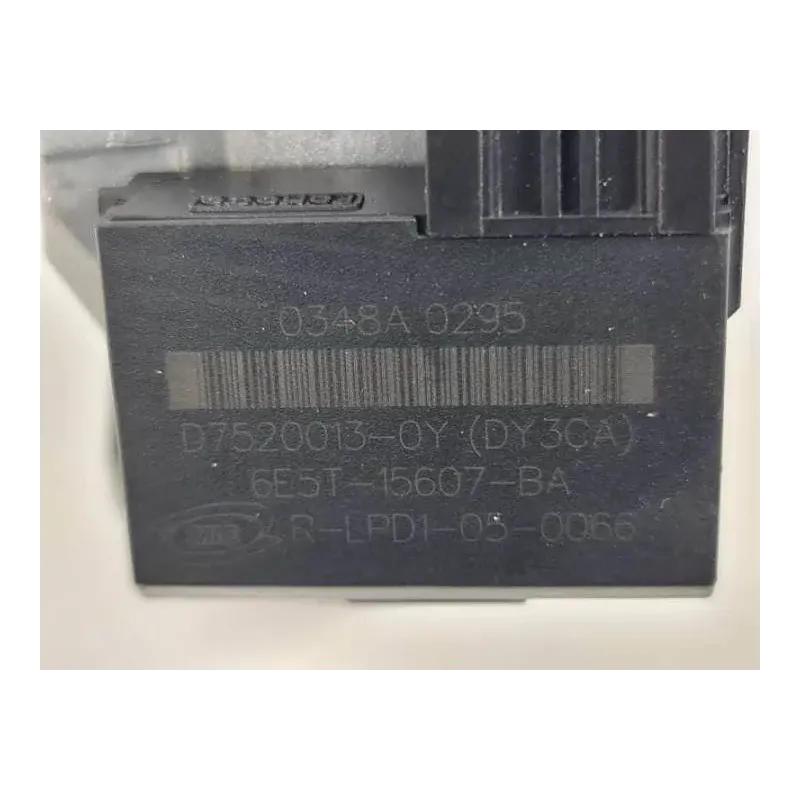 0348A 0295
D7520013-0Y (DY3CA)
6E5T-15607-BA
R-LPD1-05-0066